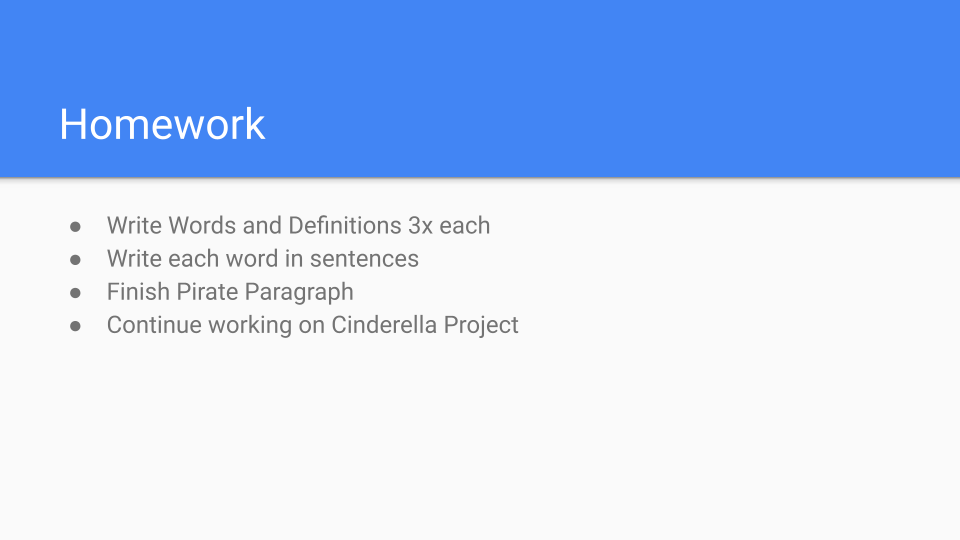 Homework
● Write Words and Definitions 3x each
● Write each word in sentences
● Finish Pirate Paragraph
● Continue working on Cinderella Project